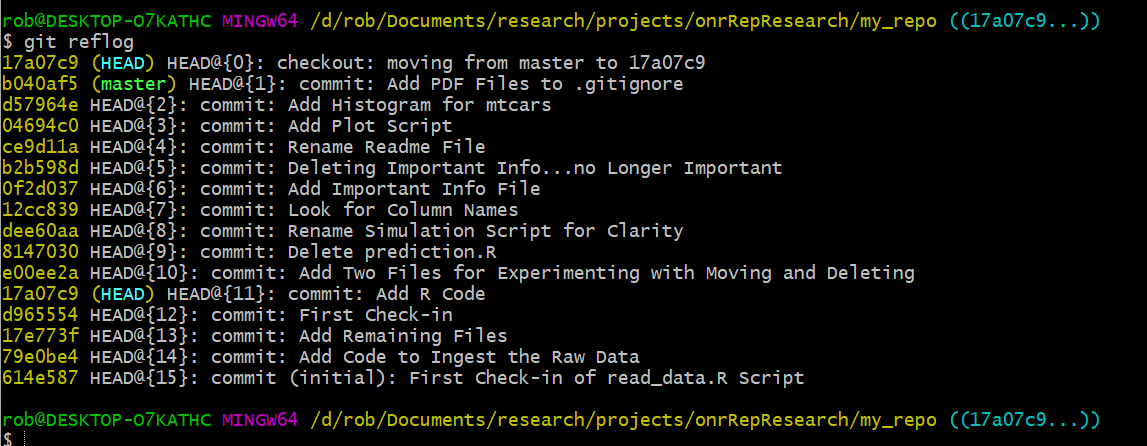 rob@DESKTOP-O7KATHC MINGW64 /d/rob/Documents/research/projects/onrRepResearch/my_repo ((17a07c9...))
$ git reflog
17a07c9 (HEAD) HEAD@{0}: checkout: moving from master to 17a07c9
b040af5 (master) HEAD@{1}: commit: Add PDF Files to .gitignore
d57964e HEAD@{2}: commit: Add Histogram for mtcars
04694c0 HEAD@{3}: commit: Add Plot Script
ce9d11a HEAD@{4}: commit: Rename Readme File
b2b598d HEAD@{5}: commit: Deleting Important Info...no Longer Important
0f2d037 HEAD@{6}: commit: Add Important Info File
12cc839 HEAD@{7}: commit: Look for Column Names
dee60aa HEAD@{8}: commit: Rename Simulation Script for Clarity
8147030 HEAD@{9}: commit: Delete prediction.R
e00ee2a HEAD@{10}: commit: Add Two Files for Experimenting with Moving and Deleting
17a07c9 (HEAD) HEAD@{11}: commit: Add R Code
d965554 HEAD@{12}: commit: First Check-in
17e773f HEAD@{13}: commit: Add Remaining Files
79e0be4 HEAD@{14}: commit: Add Code to Ingest the Raw Data
614e587 HEAD@{15}: commit (initial): First Check-in of read_data.R Script
rob@DESKTOP-O7KATHC MINGW64 /d/rob/Documents/research/projects/onrRepResearch/my_repo ((17a07c9...))
$